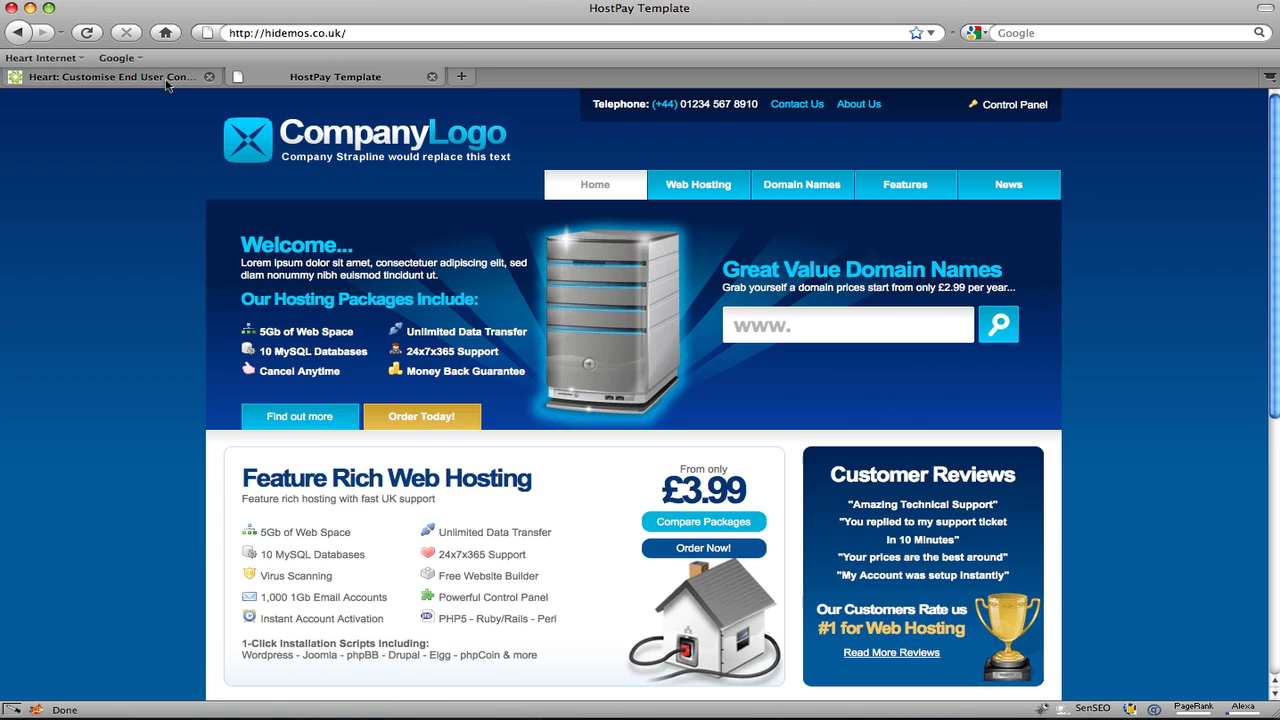 HostPay Template
http://hidemos.co.uk/
Google
Heart Internet
Google
Heart: Customise End User Con...
HostPay Template
Telephone: (+44) 01234 567 8910
Contact Us
About Us
Control Panel
CompanyLogo
Company Strapline would replace this text
Home
Web Hosting
Domain Names
Features
News
Welcome...
Lorem ipsum dolor sit amet, consectetuer adipiscing elit, sed
diam nonummy nibh euismod tincidunt ut.
Our Hosting Packages Include:
5Gb of Web Space
Unlimited Data Transfer
10 MySQL Databases
24x7x365 Support
Cancel Anytime
Money Back Guarantee
Find out more
Order Today!
Great Value Domain Names
Grab yourself a domain prices start from only £2.99 per year...
www.
Feature Rich Web Hosting
Feature rich hosting with fast UK support
5Gb of Web Space
Unlimited Data Transfer
10 MySQL Databases
24x7x365 Support
Virus Scanning
Free Website Builder
1,000 1Gb Email Accounts
Powerful Control Panel
Instant Account Activation
PHP5 - Ruby/Rails - Perl
1-Click Installation Scripts Including:
Wordpress - Joomla - phpBB - Drupal - Elgg - phpCoin & more
From only
£3.99
Compare Packages
Order Now!
Customer Reviews
"Amazing Technical Support"
"You replied to my support ticket
in 10 Minutes"
"Your prices are the best around"
"My Account was setup instantly"
Our Customers Rate us
#1 for Web Hosting
Read More Reviews
Done
SenSEO
PageRank
Alexa